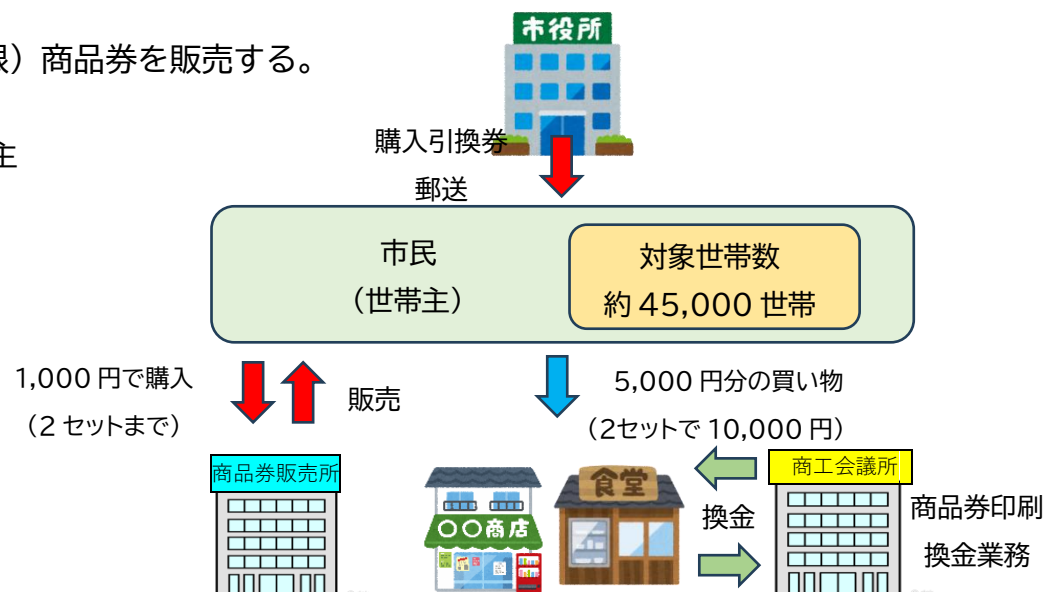 限）商品券を販売する。
主
市役所
購入引換券
郵送
市民
（世帯主）
対象世帯数
約 45,000 世帯
1,000 円で購入
（2 セットまで）
販売
5,000 円分の買い物
（2セットで 10,000 円）
商品券販売所
〇〇商店
食堂
換金
商工会議所
商品券印刷
換金業務